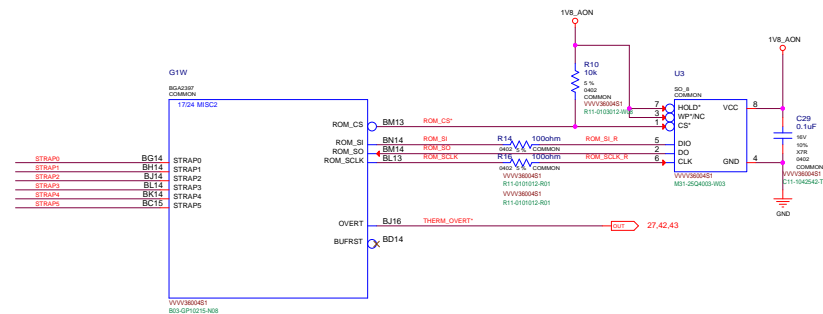 1V8_AON
1V8_AON
G1W
BGA2397
COMMON
17/24 MISC2
R10
10k
5 %
0402
COMMON
VVVV36004S1
R11-0103012-W08
U3
SO_8
COMMON
7 HOLD* VCC 8
3 WP*/NC
1 CS*
5 DIO
2 DO GND 4
6 CLK
VVVV36004S1
M31-25Q4003-W03
C29
0.1uF
16V
10%
X7R
0402
COMMON
VVVV36004S1
C11-1042542-T
GND
ROM_CS BM13 ROM_CS*
ROM_SI BN14 ROM_SI R14 100ohm ROM_SI_R
ROM_SO BM14 ROM_SO 0402 5 % COMMON
ROM_SCLK BL13 ROM_SCLK R16 100ohm ROM_SCLK_R
0402 5 % COMMON
VVVV36004S1
R11-0101012-R01
VVVV36004S1
R11-0101012-R01
STRAP0 BG14 STRAP0
STRAP1 BH14 STRAP1
STRAP2 BJ14 STRAP2
STRAP3 BL14 STRAP3
STRAP4 BK14 STRAP4
STRAP5 BC15 STRAP5
OVERT BJ16 THERM_OVERT* OUT 27,42,43
BUFRST BD14
VVVV36004S1
B03-GP10215-N08